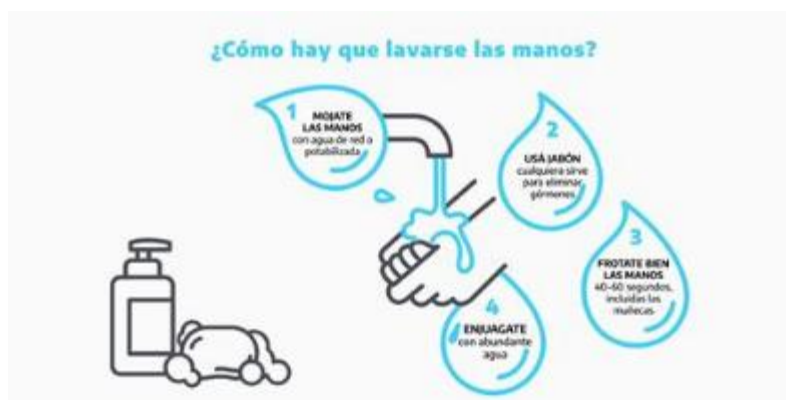 ¿Cómo hay que lavarse las manos?
1
MOJATE
LAS MANOS
con agua de red o
potabilizada
2
USÁ JABÓN
cualquiera sirve
para eliminar
gérmenes
3
FROTATE BIEN
LAS MANOS
40-60 segundos,
incluidas las
muñecas
4
ENJUAGATE
con abundante
agua